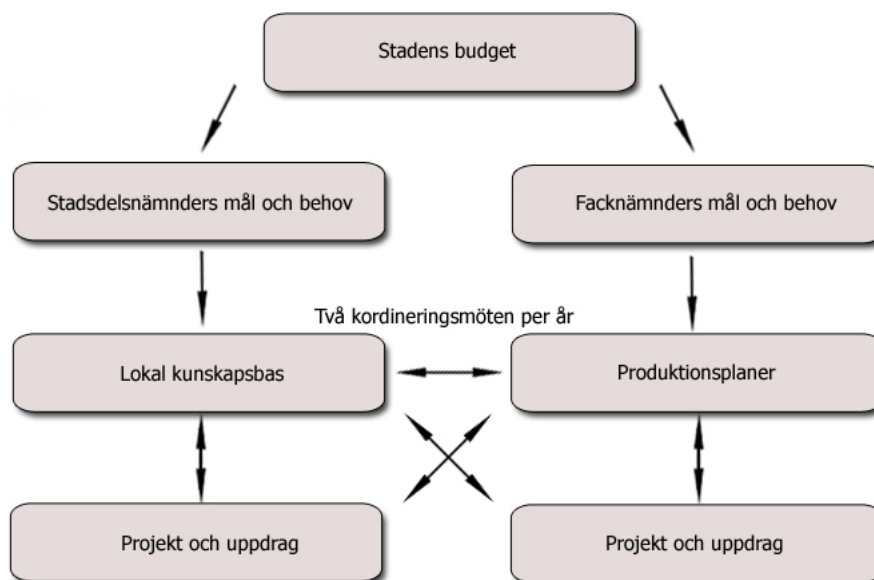 Stadens budget
Stadsdelsnämnders mål och behov
Facknämnders mål och behov
Två kordineringsmöten per år
Lokal kunskapsbas
Produktionsplaner
Projekt och uppdrag
Projekt och uppdrag